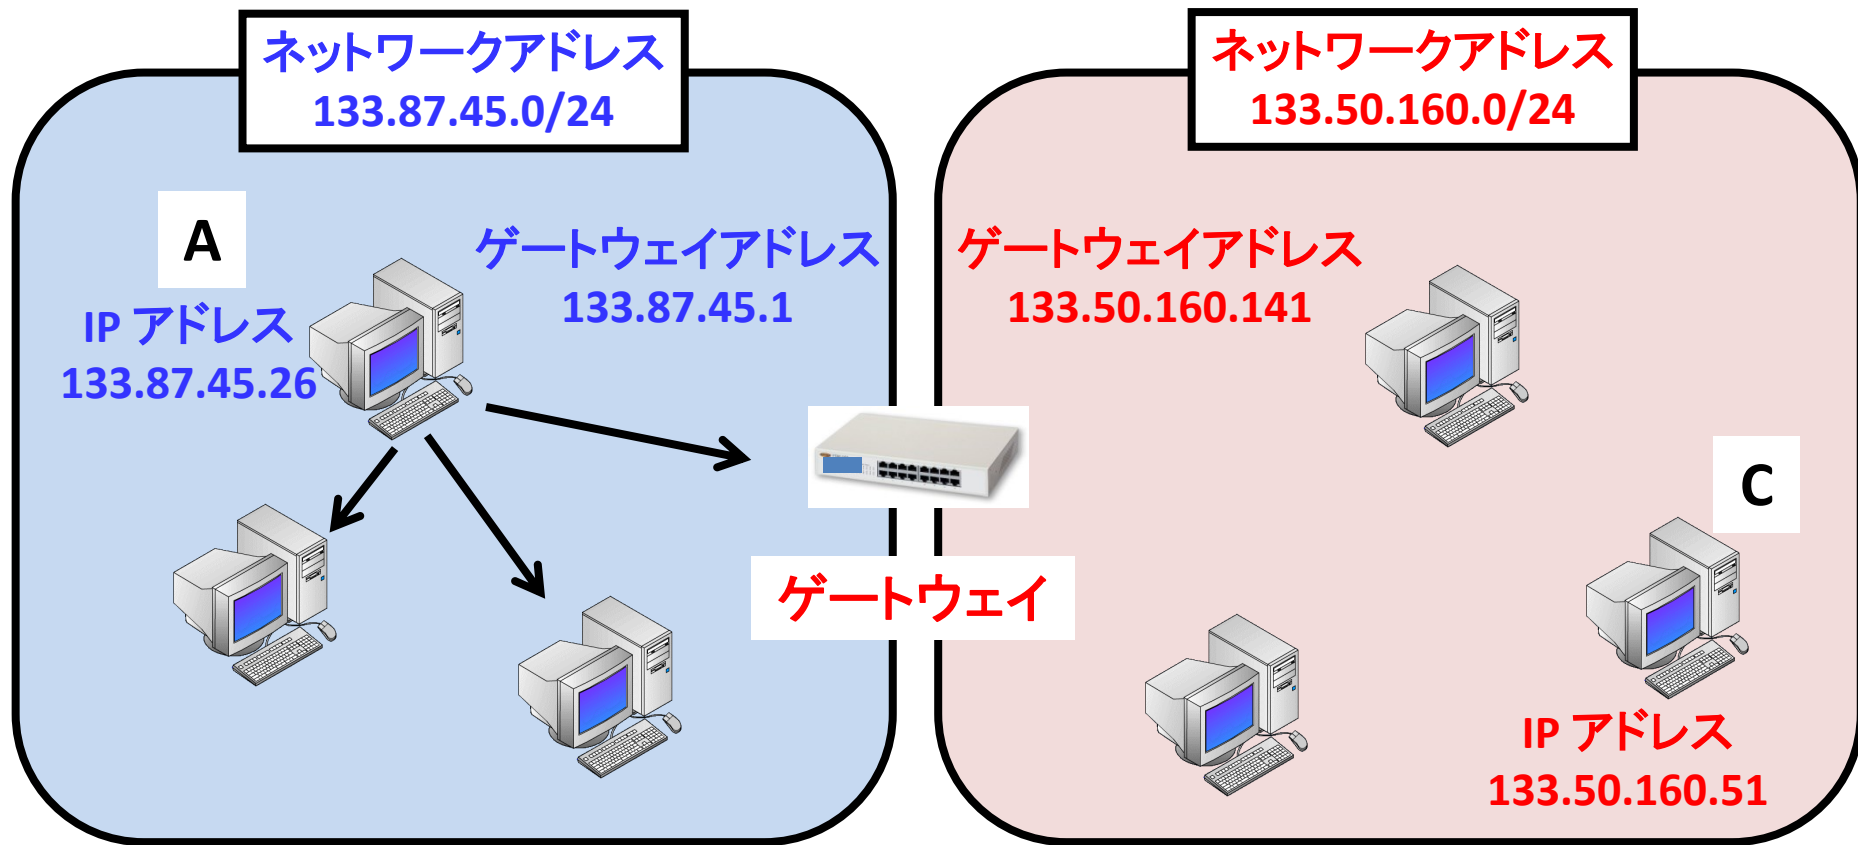 ネットワークアドレス
133.87.45.0/24
ネットワークアドレス
133.50.160.0/24
A
IP アドレス
133.87.45.26
ゲートウェイアドレス
133.87.45.1
ゲートウェイアドレス
133.50.160.141
ゲートウェイ
C
IP アドレス
133.50.160.51